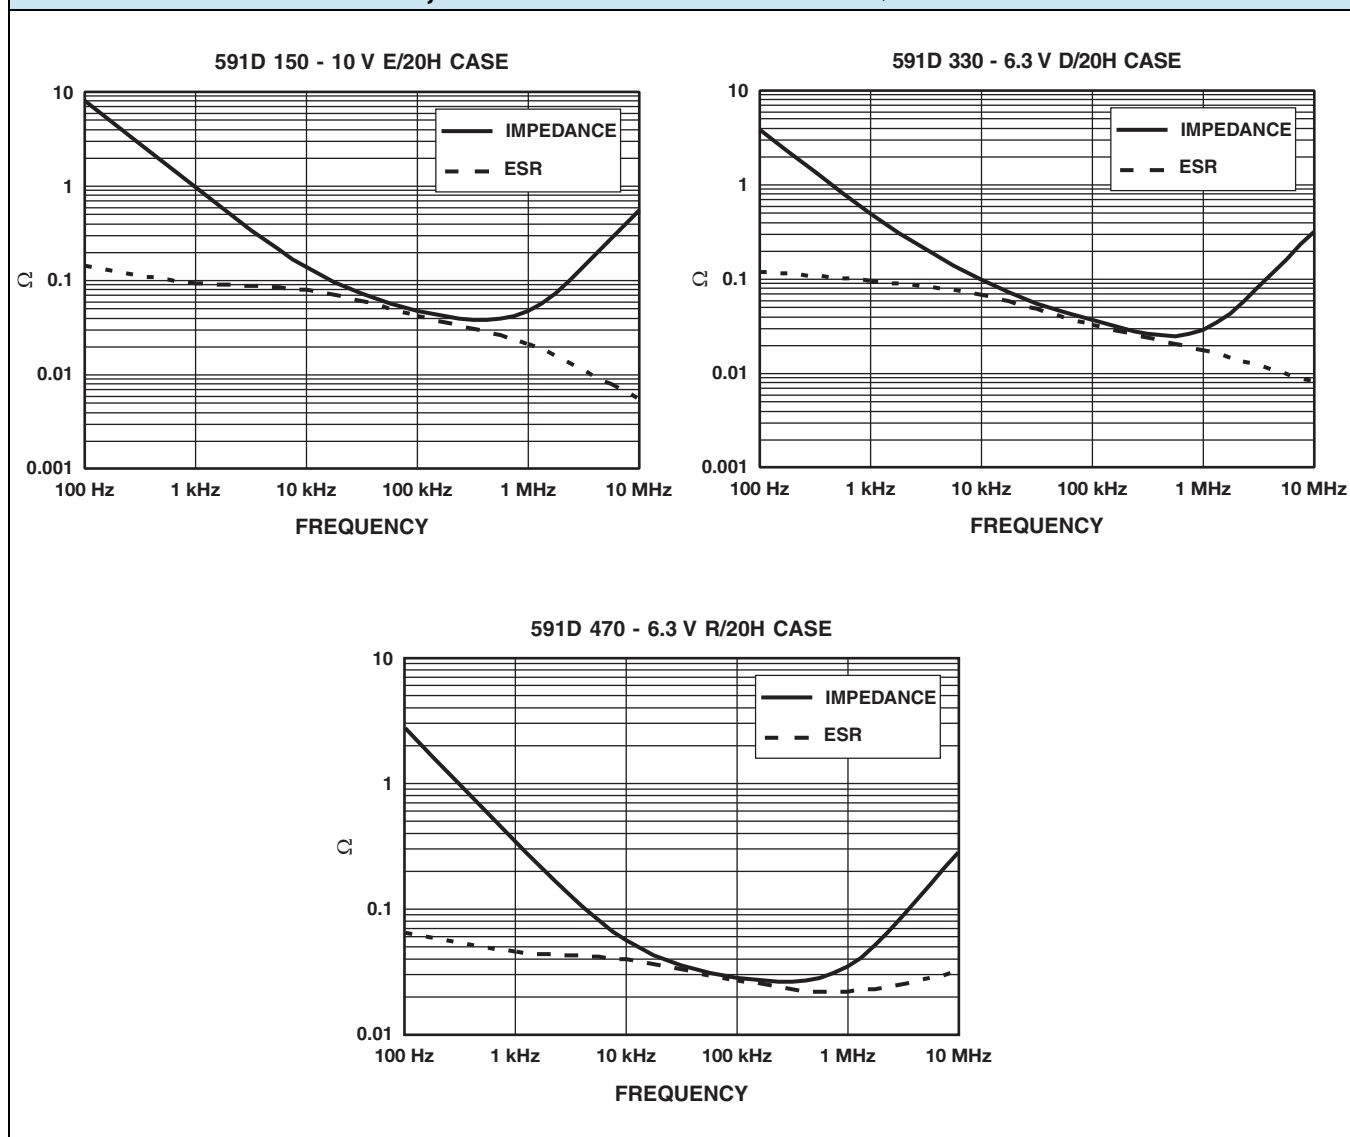 591D 150 - 10 V E/20H CASE
10
1
0.1
0.01
0.001
Ω
IMPEDANCE
ESR
100 Hz 1 kHz 10 kHz 100 kHz 1 MHz 10 MHz
FREQUENCY
591D 330 - 6.3 V D/20H CASE
10
1
0.1
0.01
0.001
Ω
IMPEDANCE
ESR
100 Hz 1 kHz 10 kHz 100 kHz 1 MHz 10 MHz
FREQUENCY
591D 470 - 6.3 V R/20H CASE
10
1
0.1
0.01
Ω
IMPEDANCE
ESR
100 Hz 1 kHz 10 kHz 100 kHz 1 MHz 10 MHz
FREQUENCY